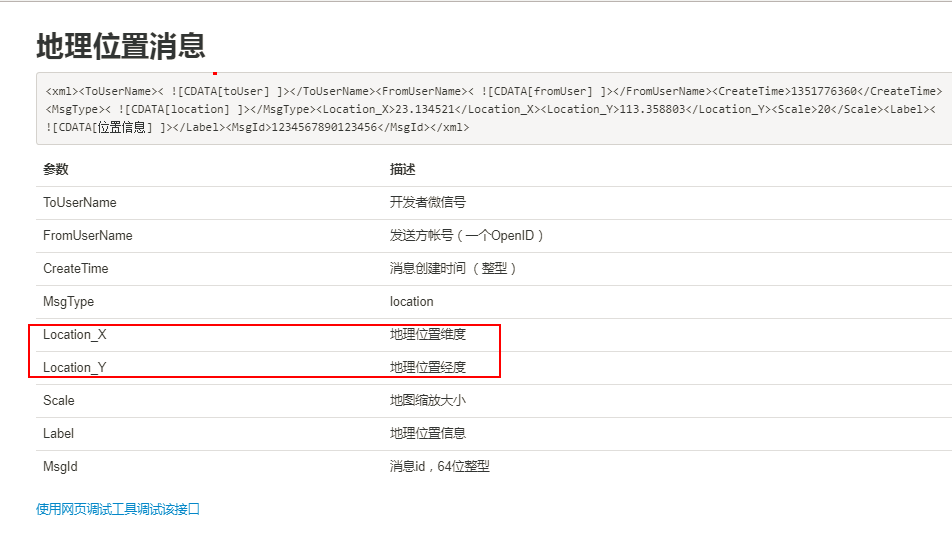 地理位置消息
<xml><ToUserName>< ![CDATA[toUser] ]></ToUserName><FromUserName>< ![CDATA[fromUser] ]></FromUserName><CreateTime>1351776360</CreateTime>
<MsgType>< ![CDATA[location] ]></MsgType><Location_X>23.134521</Location_X><Location_Y>113.358803</Location_Y><Scale>20</Scale><Label><
![CDATA[位置信息] ]></Label><MsgId>1234567890123456</MsgId></xml>
参数 描述
ToUserName 开发者微信号
FromUserName 发送方帐号（一个OpenID）
CreateTime 消息创建时间 （整型）
MsgType location
Location_X 地理位置维度
Location_Y 地理位置经度
Scale 地图缩放大小
Label 地理位置信息
MsgId 消息id，64位整型
使用网页调试工具调试该接口